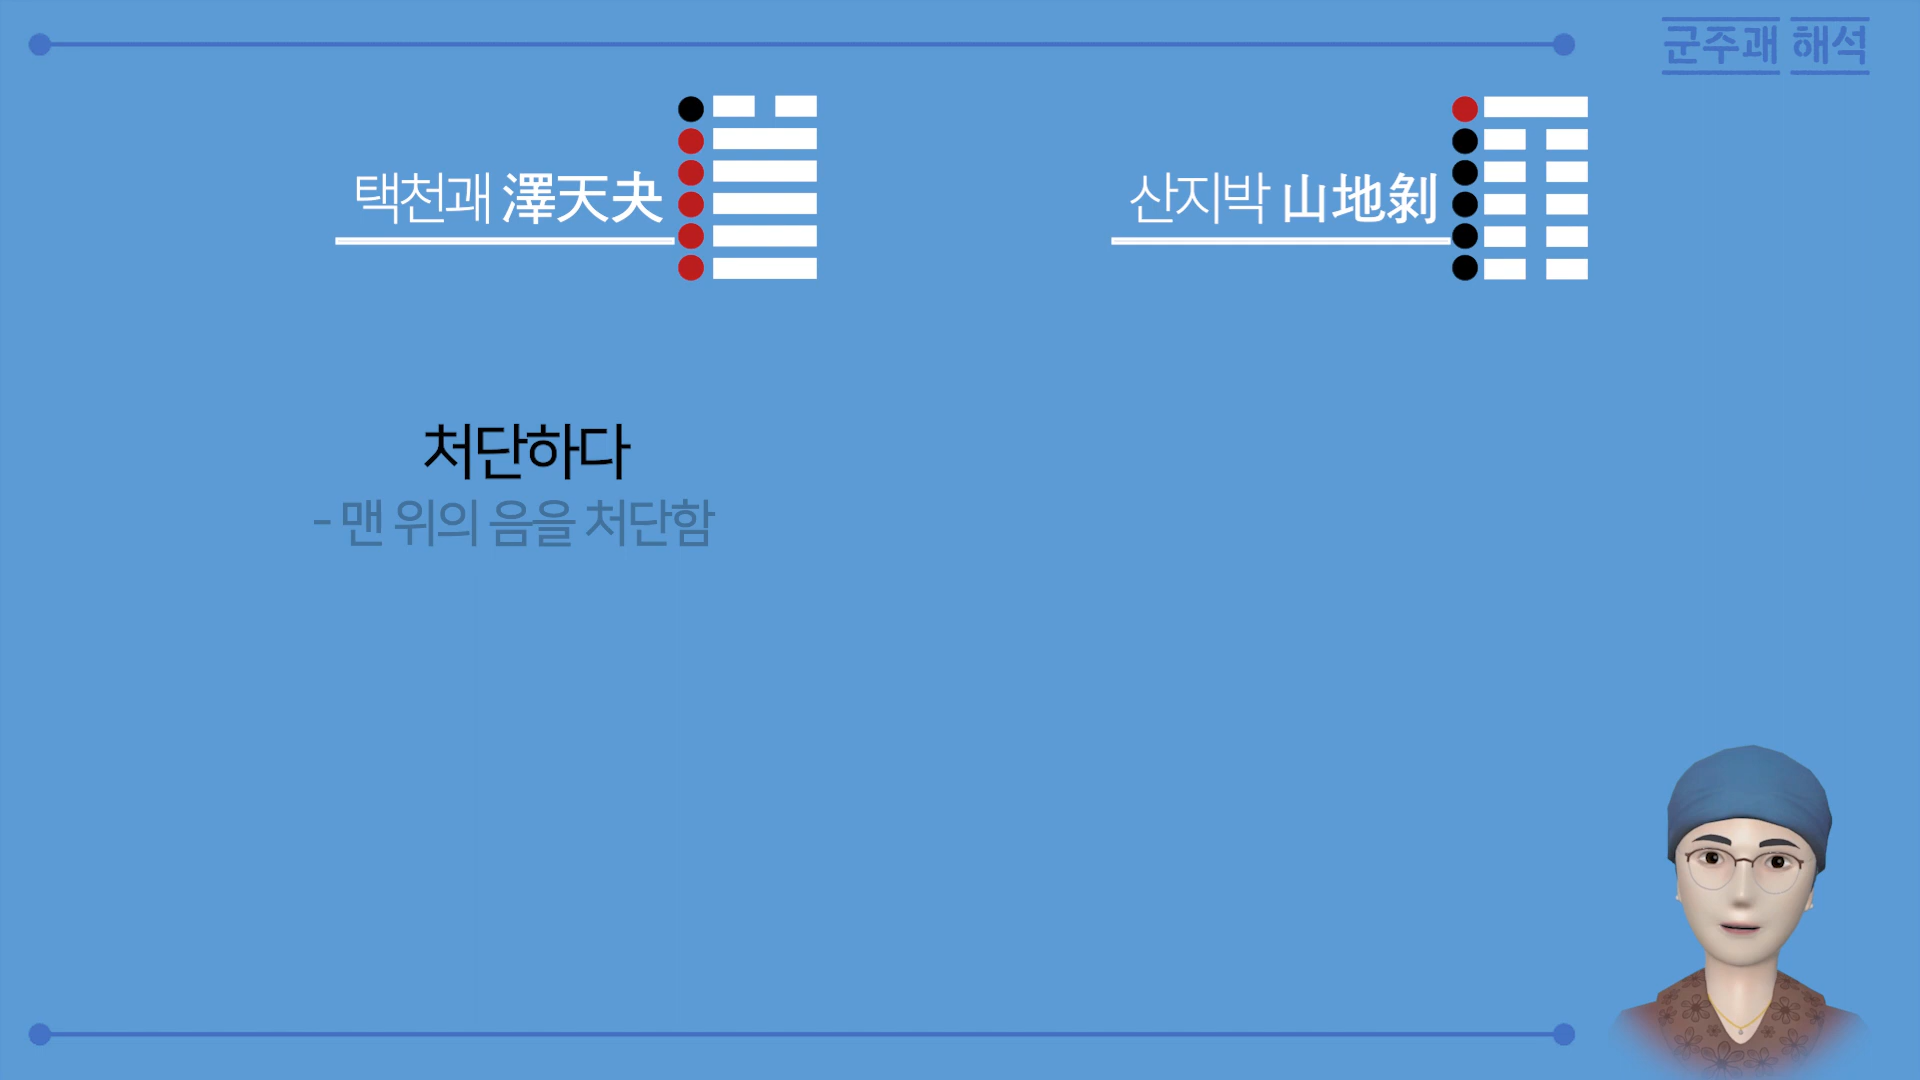 군주괘 해석
택천괘 澤天夬
산지박 山地剝
처단하다
- 맨 위의 음을 처단함